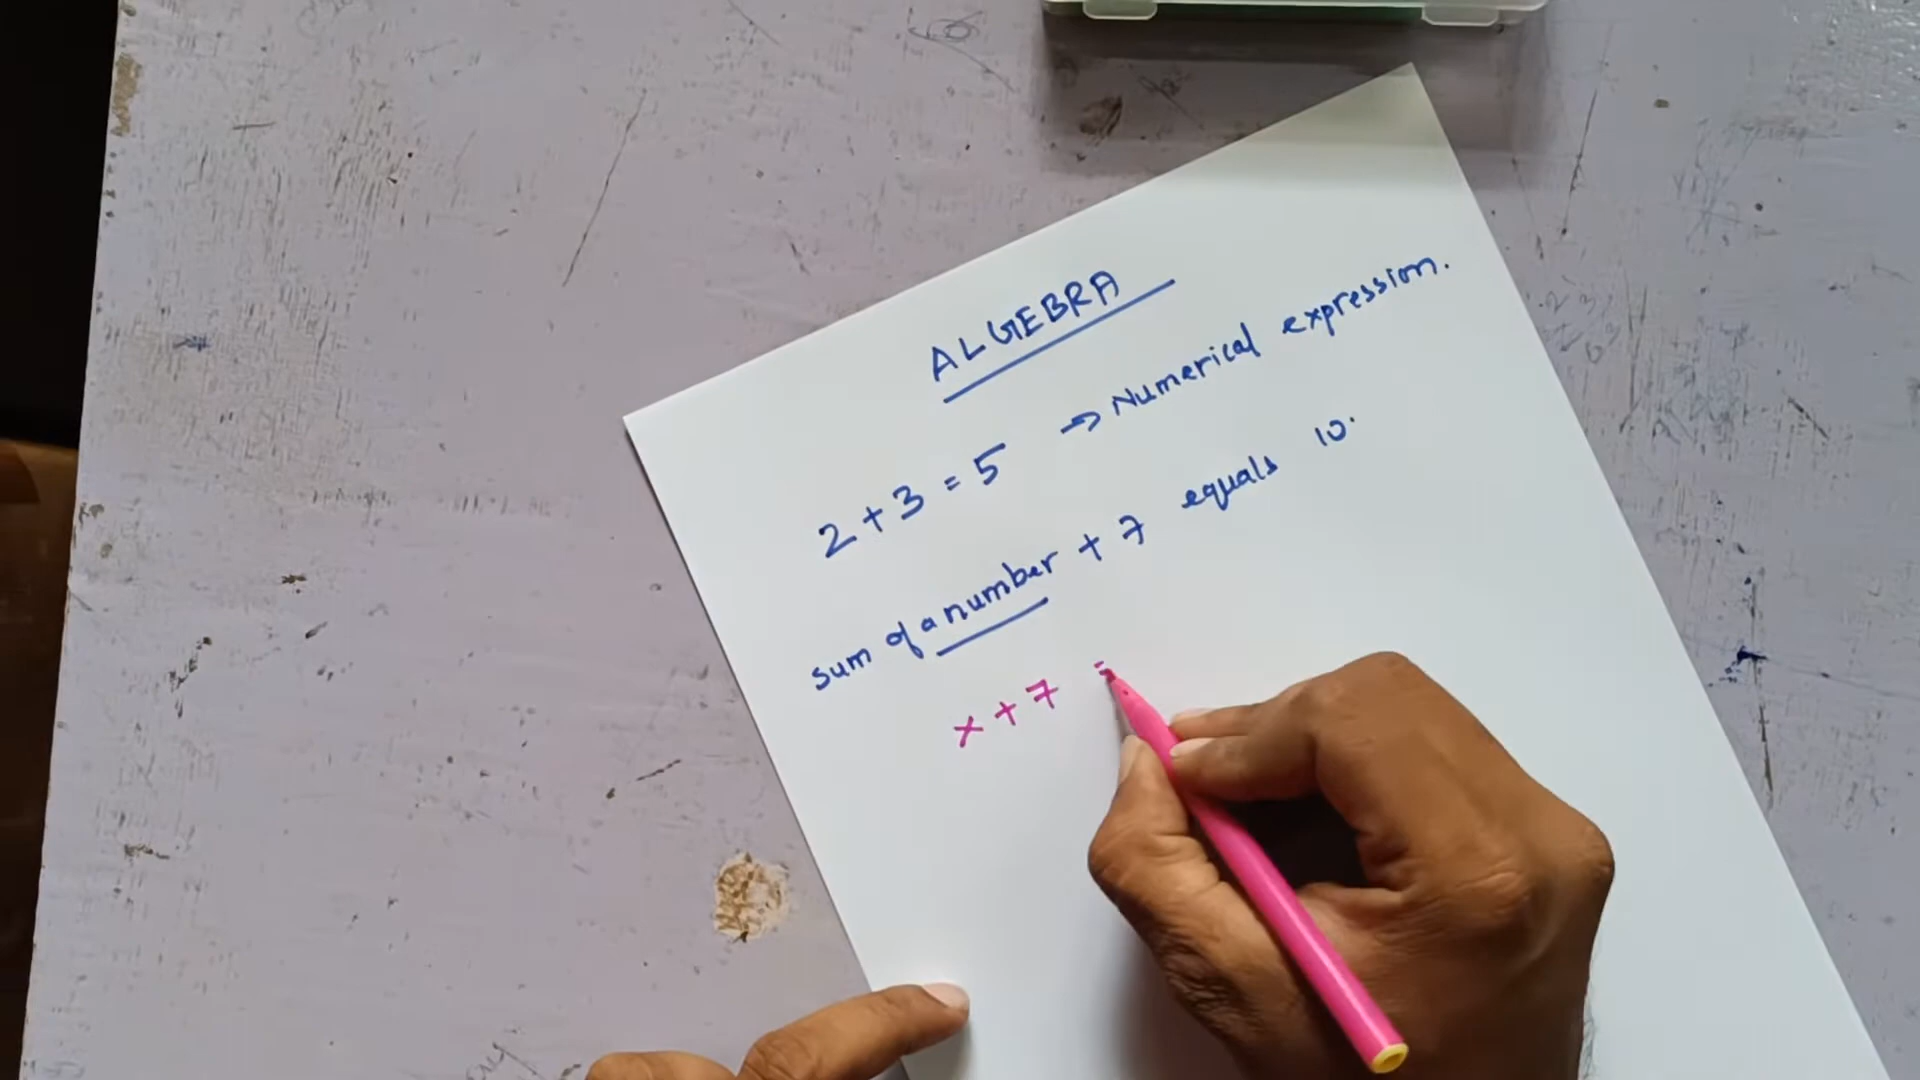 ALGEBRA
2 + 3 = 5 → Numerical expression.
sum of a number + 7 equals 10.
x + 7 =